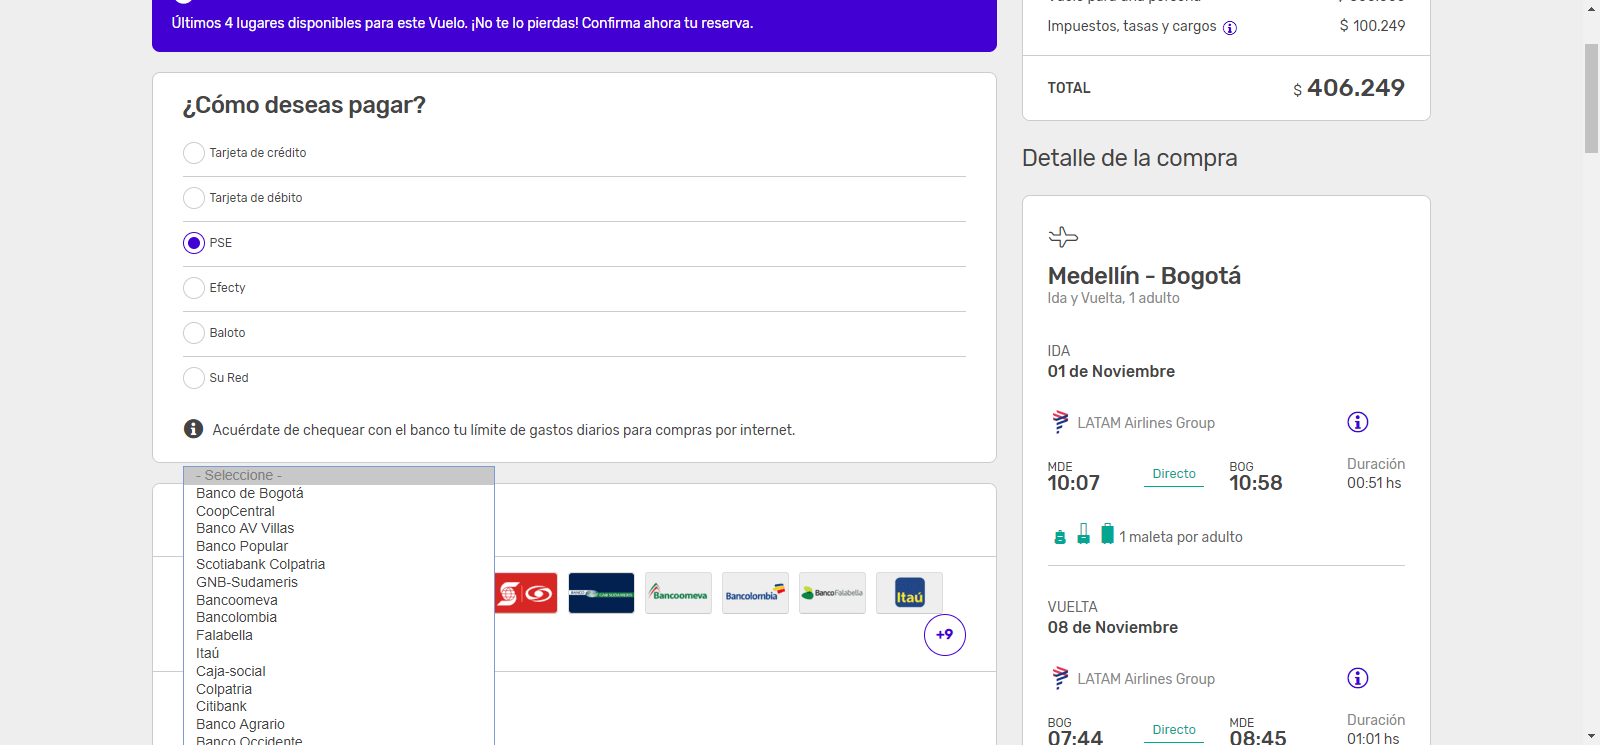 Últimos 4 lugares disponibles para este Vuelo. ¡No te lo pierdas! Confirma ahora tu reserva.
¿Cómo deseas pagar?
Tarjeta de crédito
Tarjeta de débito
PSE
Efecty
Baloto
Su Red
Acuérdate de chequear con el banco tu límite de gastos diarios para compras por internet.
- Seleccione -
Banco de Bogotá
CoopCentral
Banco AV Villas
Banco Popular
Scotiabank Colpatria
GNB-Sudameris
Bancoomeva
Bancolombia
Falabella
Itaú
Caja-social
Colpatria
Citibank
Banco Agrario
Banco Occidente
Bancoomeva
Bancolombia
Banco Falabella
Itaú
+9
Impuestos, tasas y cargos $ 100.249
TOTAL $ 406.249
Detalle de la compra
Medellín - Bogotá
Ida y Vuelta, 1 adulto
IDA
01 de Noviembre
LATAM Airlines Group
MDE BOG Duración
10:07 Directo 10:58 00:51 hs
1 maleta por adulto
VUELTA
08 de Noviembre
LATAM Airlines Group
BOG MDE Duración
07:44 Directo 08:45 01:01 hs